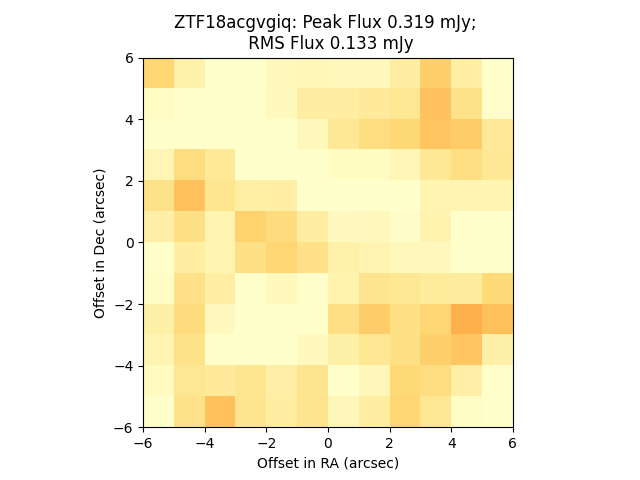 ZTF18acgvgiq: Peak Flux 0.319 mJy;
RMS Flux 0.133 mJy
6
4
2
0
−2
−4
−6
Offset in Dec (arcsec)
−6 −4 −2 0 2 4 6
Offset in RA (arcsec)